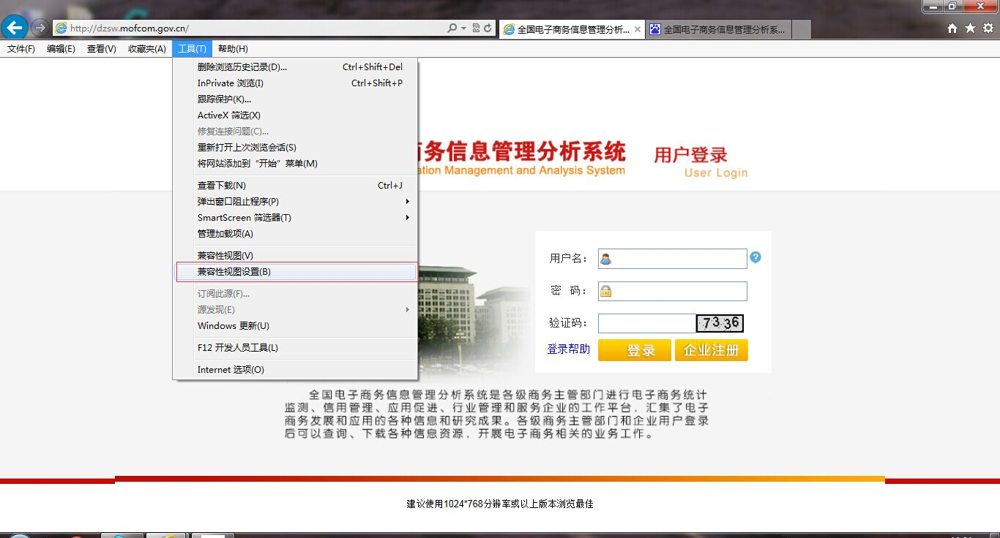 http://dzsw.mofcom.gov.cn/
全国电子商务信息管理分析...
全国电子商务信息管理分析系...
文件(F) 编辑(E) 查看(V) 收藏夹(A) 工具(T) 帮助(H)
删除浏览历史记录(D)... Ctrl+Shift+Del
InPrivate 浏览(I) Ctrl+Shift+P
跟踪保护(K)...
ActiveX 筛选(X)
修复连接问题(C)...
重新打开上次浏览会话(S)
将网站添加到“开始”菜单(M)
查看下载(N) Ctrl+J
弹出窗口阻止程序(P)
SmartScreen 筛选器(T)
管理加载项(A)
兼容性视图(V)
兼容性视图设置(B)
订阅此源(F)...
源发现(E)
Windows 更新(U)
F12 开发人员工具(L)
Internet 选项(O)
商务信息管理分析系统
ation Management and Analysis System
用户登录
User Login
用户名：
密 码：
验证码： 7336
登录帮助 登录 企业注册
全国电子商务信息管理分析系统是各级商务主管部门进行电子商务统计
监测、信用管理、应用促进、行业管理和服务企业的工作平台，汇集了电子
商务发展和应用的各种信息和研究成果。各级商务主管部门和企业用户登录
后可以查询、下载各种信息资源，开展电子商务相关的业务工作。
建议使用1024*768分辨率或以上版本浏览最佳